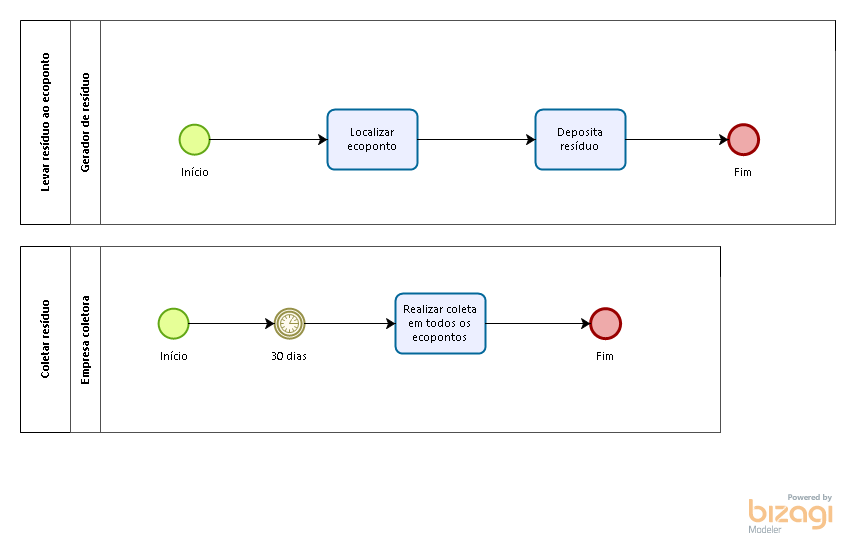 Levar resíduo ao ecoponto
Gerador de resíduo
Início
Localizar
ecoponto
Deposita
resíduo
Fim
Coletar resíduo
Empresa coletora
Início
30 dias
Realizar coleta
em todos os
ecopontos
Fim
Powered by
bizagi
Modeler